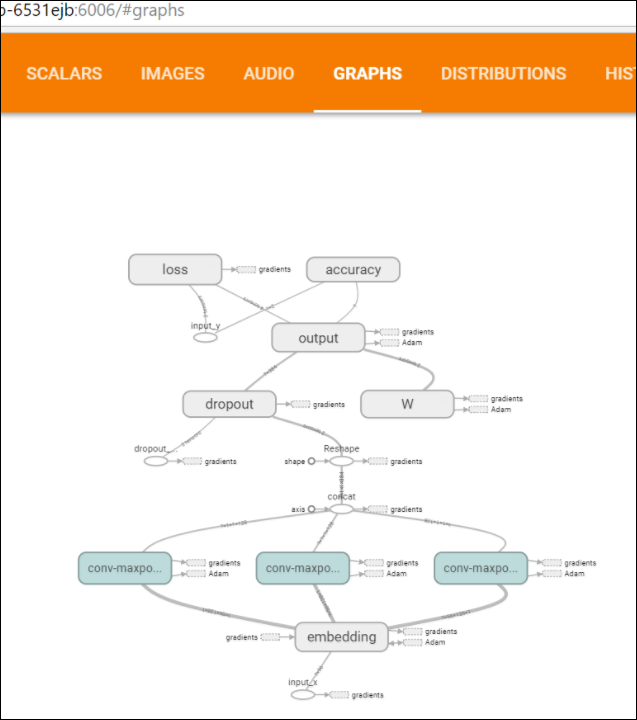 o-6531ejb:6006/#graphs
SCALARS IMAGES AUDIO GRAPHS DISTRIBUTIONS HIS
loss gradients accuracy
input_y
output gradients Adam
dropout gradients W gradients Adam
dropout_... gradients shape Reshape gradients
axis concat gradients
conv-maxpo... gradients Adam conv-maxpo... gradients Adam conv-maxpo... gradients Adam
gradients embedding gradients Adam
input_x gradients